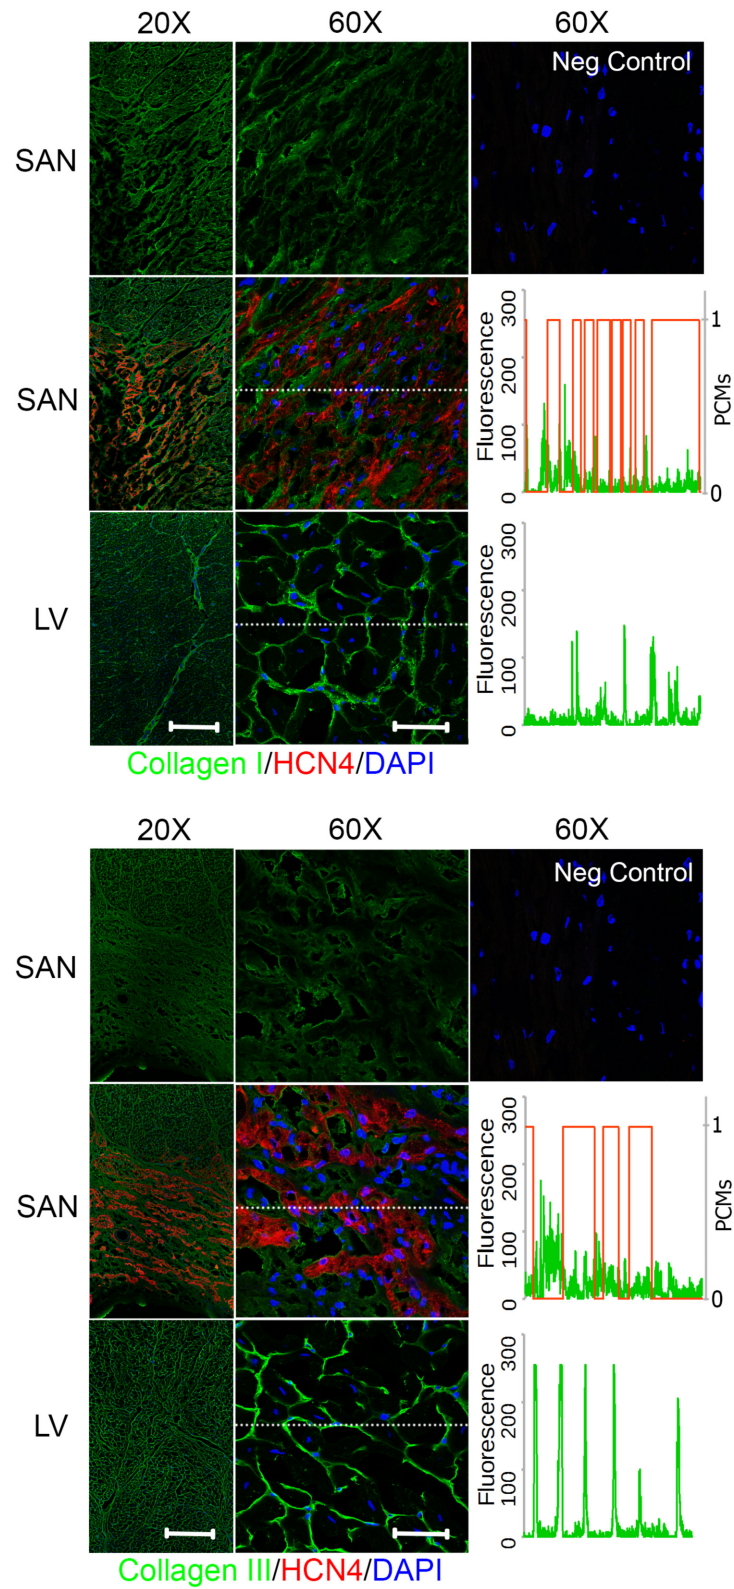 20X 60X 60X
SAN
Neg Control
SAN
Fluorescence
0 100 200 300
0 1
PCMs
LV
Fluorescence
0 100 200 300
Collagen I/HCN4/DAPI
20X 60X 60X
SAN
Neg Control
SAN
Fluorescence
0 100 200 300
0 1
PCMs
LV
Fluorescence
0 100 200 300
Collagen III/HCN4/DAPI